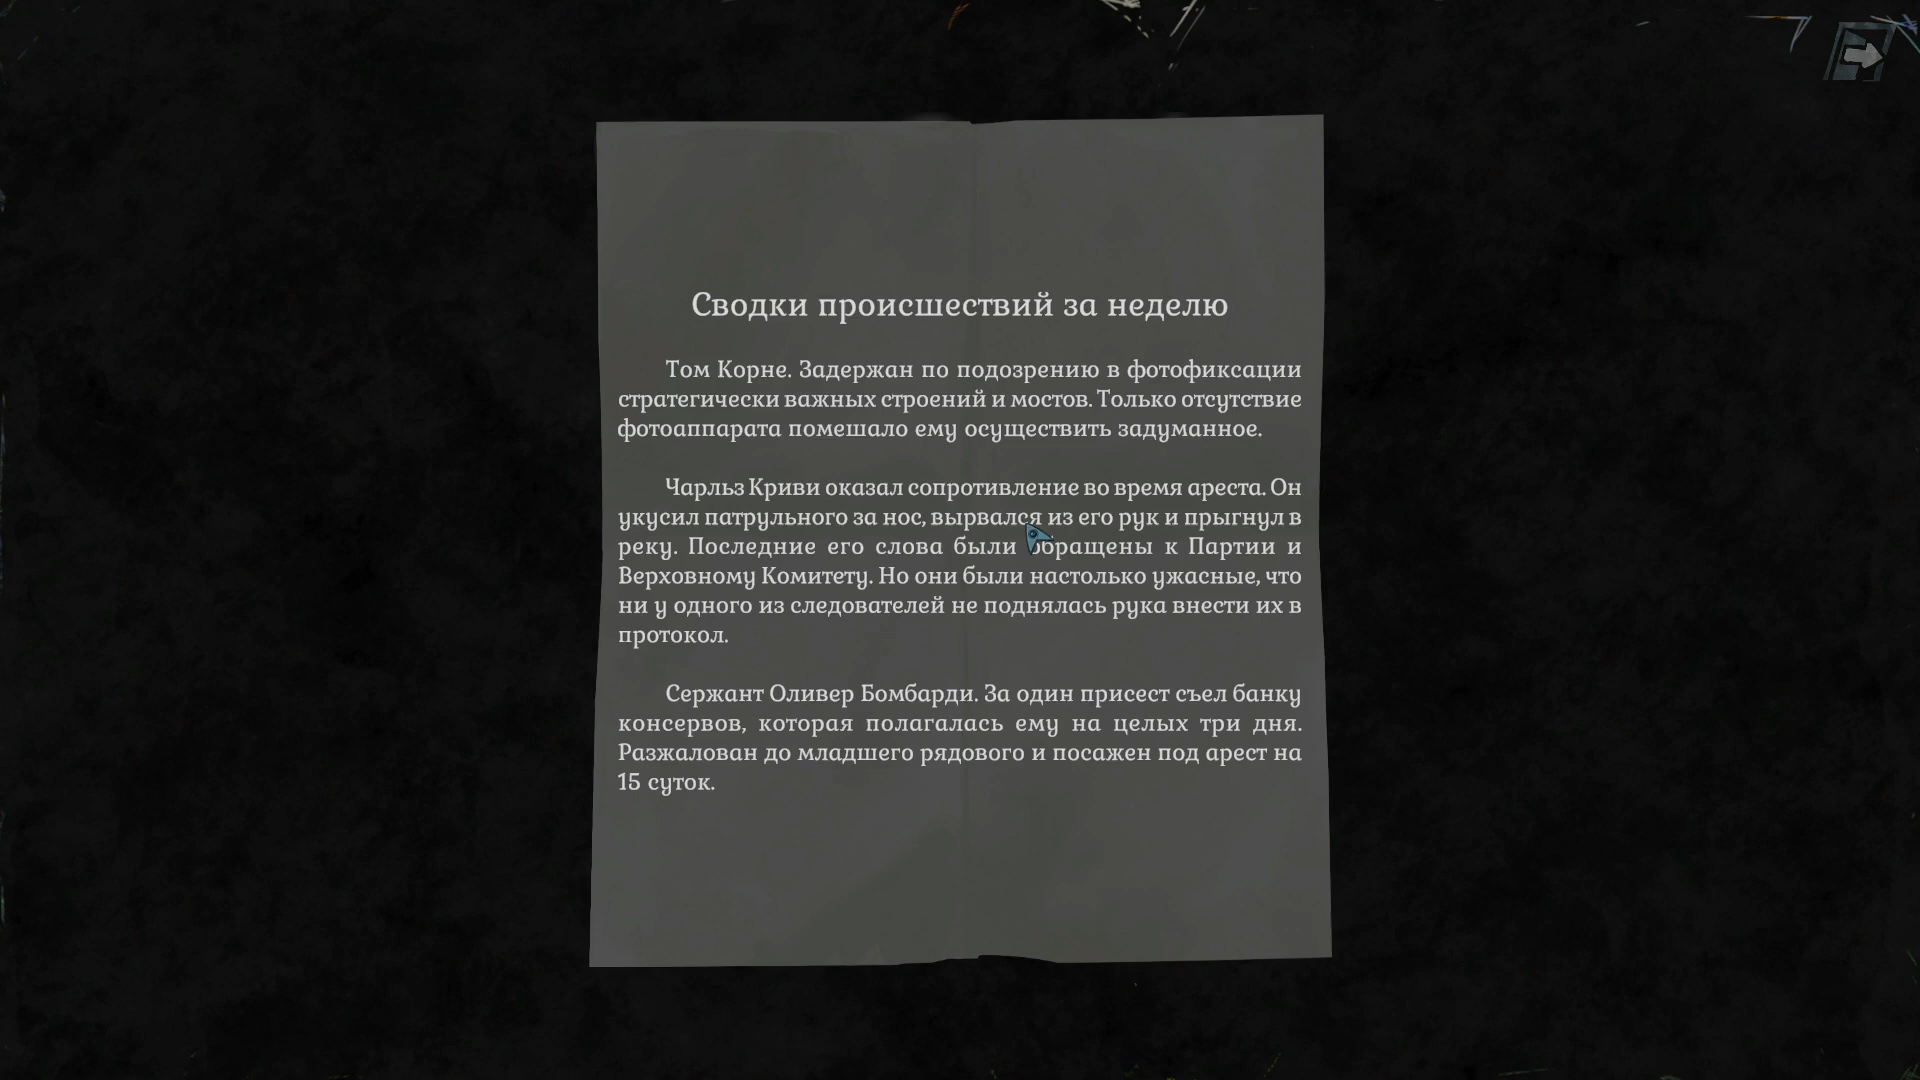 Сводки происшествий за неделю
Том Корне. Задержан по подозрению в фотофиксации
стратегически важных строений и мостов. Только отсутствие
фотоаппарата помешало ему осуществить задуманное.
Чарльз Криви оказал сопротивление во время ареста. Он
укусил патрульного за нос, вырвался из его рук и прыгнул в
реку. Последние его слова были обращены к Партии и
Верховному Комитету. Но они были настолько ужасные, что
ни у одного из следователей не поднялась рука внести их в
протокол.
Сержант Оливер Бомбарди. За один присест съел банку
консервов, которая полагалась ему на целых три дня.
Разжалован до младшего рядового и посажен под арест на
15 суток.